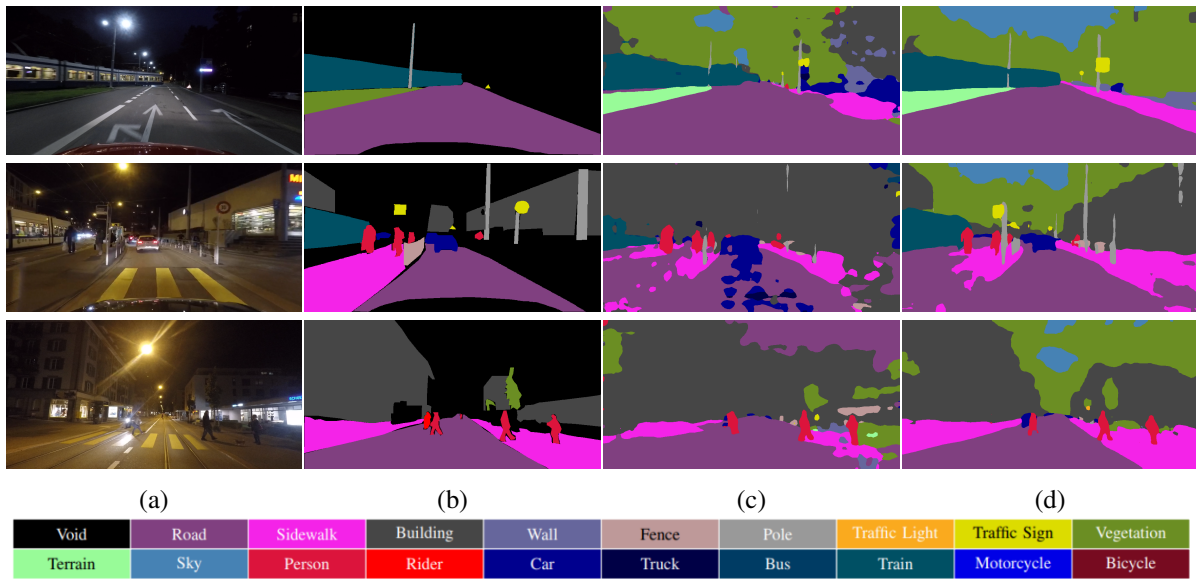 (a) (b) (c) (d)
Void Road Sidewalk Building Wall Fence Pole Traffic Light Traffic Sign Vegetation
Terrain Sky Person Rider Car Truck Bus Train Motorcycle Bicycle